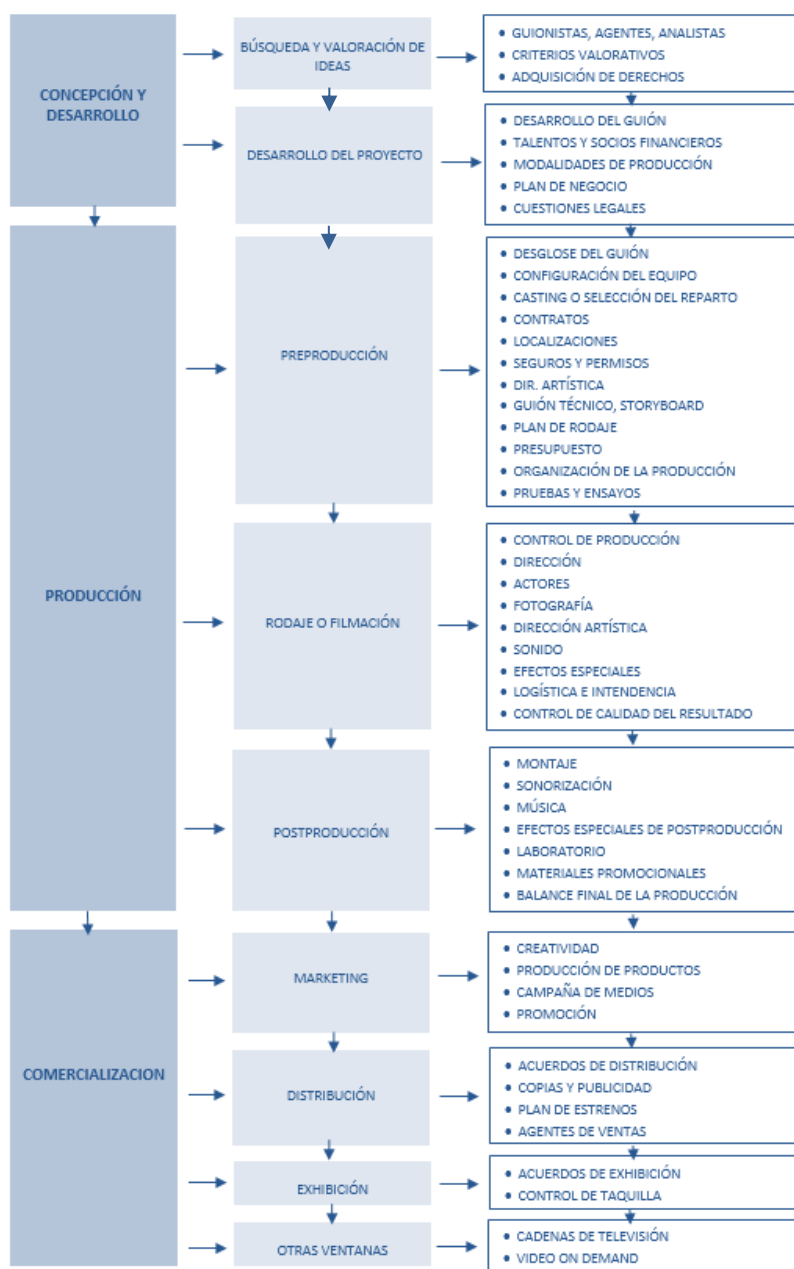 CONCEPCIÓN Y
DESARROLLO
BÚSQUEDA Y VALORACIÓN DE
IDEAS
• GUIONISTAS, AGENTES, ANALISTAS
• CRITERIOS VALORATIVOS
• ADQUISICIÓN DE DERECHOS
DESARROLLO DEL PROYECTO
• DESARROLLO DEL GUIÓN
• TALENTOS Y SOCIOS FINANCIEROS
• MODALIDADES DE PRODUCCIÓN
• PLAN DE NEGOCIO
• CUESTIONES LEGALES
PRODUCCIÓN
PREPRODUCCIÓN
• DESGLOSE DEL GUIÓN
• CONFIGURACIÓN DEL EQUIPO
• CASTING O SELECCIÓN DEL REPARTO
• CONTRATOS
• LOCALIZACIONES
• SEGUROS Y PERMISOS
• DIR. ARTÍSTICA
• GUIÓN TÉCNICO, STORYBOARD
• PLAN DE RODAJE
• PRESUPUESTO
• ORGANIZACIÓN DE LA PRODUCCIÓN
• PRUEBAS Y ENSAYOS
RODAJE O FILMACIÓN
• CONTROL DE PRODUCCIÓN
• DIRECCIÓN
• ACTORES
• FOTOGRAFÍA
• DIRECCIÓN ARTÍSTICA
• SONIDO
• EFECTOS ESPECIALES
• LOGÍSTICA E INTENDENCIA
• CONTROL DE CALIDAD DEL RESULTADO
POSTPRODUCCIÓN
• MONTAJE
• SONORIZACIÓN
• MÚSICA
• EFECTOS ESPECIALES DE POSTPRODUCCIÓN
• LABORATORIO
• MATERIALES PROMOCIONALES
• BALANCE FINAL DE LA PRODUCCIÓN
COMERCIALIZACION
MARKETING
• CREATIVIDAD
• PRODUCCIÓN DE PRODUCTOS
• CAMPAÑA DE MEDIOS
• PROMOCIÓN
DISTRIBUCIÓN
• ACUERDOS DE DISTRIBUCIÓN
• COPIAS Y PUBLICIDAD
• PLAN DE ESTRENOS
• AGENTES DE VENTAS
EXHIBICIÓN
• ACUERDOS DE EXHIBICIÓN
• CONTROL DE TAQUILLA
OTRAS VENTANAS
• CADENAS DE TELEVISIÓN
• VIDEO ON DEMAND